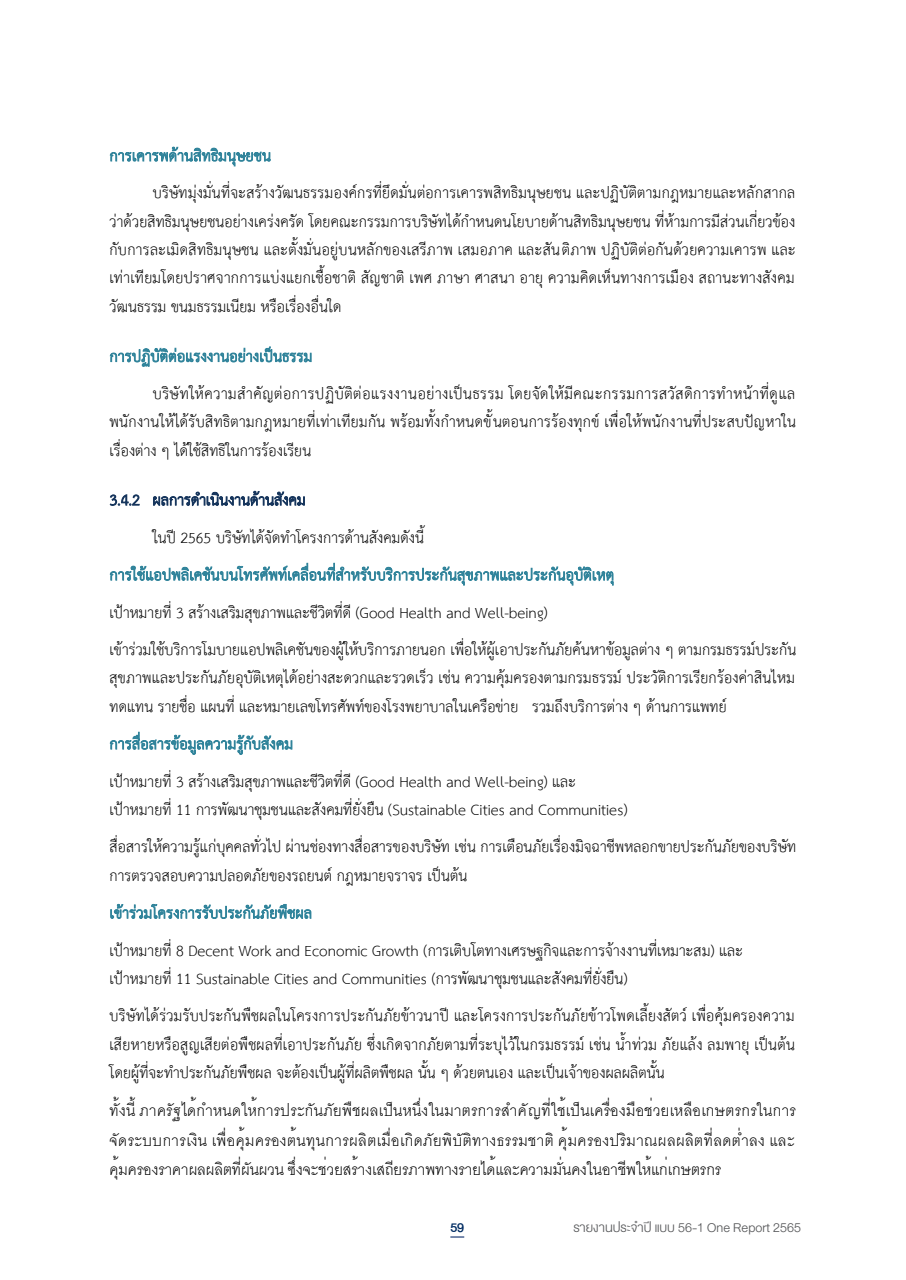 การเคารพด้านสิทธิมนุษยชน
บริษัทมุ่งมั่นที่จะสร้างวัฒนธรรมองค์กรที่ยึดมั่นต่อการเคารพสิทธิมนุษยชน และปฏิบัติตามกฎหมายและหลักสากล
ว่าด้วยสิทธิมนุษยชนอย่างเคร่งครัด โดยคณะกรรมการบริษัทได้กำหนดนโยบายด้านสิทธิมนุษยชน ที่ห้ามการมีส่วนเกี่ยวข้อง
กับการละเมิดสิทธิมนุษชน และตั้งมั่นอยู่บนหลักของเสรีภาพ เสมอภาค และสันติภาพ ปฏิบัติต่อกันด้วยความเคารพ และ
เท่าเทียมโดยปราศจากการแบ่งแยกเชื้อชาติ สัญชาติ เพศ ภาษา ศาสนา อายุ ความคิดเห็นทางการเมือง สถานะทางสังคม
วัฒนธรรม ขนมธรรมเนียม หรือเรื่องอื่นใด
การปฏิบัติต่อแรงงานอย่างเป็นธรรม
บริษัทให้ความสำคัญต่อการปฏิบัติต่อแรงงานอย่างเป็นธรรม โดยจัดให้มีคณะกรรมการสวัสดิการทำหน้าที่ดูแล
พนักงานให้ได้รับสิทธิตามกฎหมายที่เท่าเทียมกัน พร้อมทั้งกำหนดขั้นตอนการร้องทุกข์ เพื่อให้พนักงานที่ประสบปัญหาใน
เรื่องต่าง ๆ ได้ใช้สิทธิในการร้องเรียน
3.4.2 ผลการดำเนินงานด้านสังคม
ในปี 2565 บริษัทได้จัดทำโครงการด้านสังคมดังนี้
การใช้แอปพลิเคชันบนโทรศัพท์เคลื่อนที่สำหรับบริการประกันสุขภาพและประกันอุบัติเหตุ
เป้าหมายที่ 3 สร้างเสริมสุขภาพและชีวิตที่ดี (Good Health and Well-being)
เข้าร่วมใช้บริการโมบายแอปพลิเคชันของผู้ให้บริการภายนอก เพื่อให้ผู้เอาประกันภัยค้นหาข้อมูลต่าง ๆ ตามกรมธรรม์ประกัน
สุขภาพและประกันภัยอุบัติเหตุได้อย่างสะดวกและรวดเร็ว เช่น ความคุ้มครองตามกรมธรรม์ ประวัติการเรียกร้องค่าสินไหม
ทดแทน รายชื่อ แผนที่ และหมายเลขโทรศัพท์ของโรงพยาบาลในเครือข่าย รวมถึงบริการต่าง ๆ ด้านการแพทย์
การสื่อสารข้อมูลความรู้กับสังคม
เป้าหมายที่ 3 สร้างเสริมสุขภาพและชีวิตที่ดี (Good Health and Well-being) และ
เป้าหมายที่ 11 การพัฒนาชุมชนและสังคมที่ยั่งยืน (Sustainable Cities and Communities)
สื่อสารให้ความรู้แก่บุคคลทั่วไป ผ่านช่องทางสื่อสารของบริษัท เช่น การเตือนภัยเรื่องมิจฉาชีพหลอกขายประกันภัยของบริษัท
การตรวจสอบความปลอดภัยของรถยนต์ กฎหมายจราจร เป็นต้น
เข้าร่วมโครงการรับประกันภัยพืชผล
เป้าหมายที่ 8 Decent Work and Economic Growth (การเติบโตทางเศรษฐกิจและการจ้างงานที่เหมาะสม) และ
เป้าหมายที่ 11 Sustainable Cities and Communities (การพัฒนาชุมชนและสังคมที่ยั่งยืน)
บริษัทได้ร่วมรับประกันพืชผลในโครงการประกันภัยข้าวนาปี และโครงการประกันภัยข้าวโพดเลี้ยงสัตว์ เพื่อคุ้มครองความ
เสียหายหรือสูญเสียต่อพืชผลที่เอาประกันภัย ซึ่งเกิดจากภัยตามที่ระบุไว้ในกรมธรรม์ เช่น น้ำท่วม ภัยแล้ง ลมพายุ เป็นต้น
โดยผู้ที่จะทำประกันภัยพืชผล จะต้องเป็นผู้ที่ผลิตพืชผล นั้น ๆ ด้วยตนเอง และเป็นเจ้าของผลผลิตนั้น
ทั้งนี้ ภาครัฐได้กำหนดให้การประกันภัยพืชผลเป็นหนึ่งในมาตรการสำคัญที่ใช้เป็นเครื่องมือช่วยเหลือเกษตรกรในการ
จัดระบบการเงิน เพื่อคุ้มครองต้นทุนการผลิตเมื่อเกิดภัยพิบัติทางธรรมชาติ คุ้มครองปริมาณผลผลิตที่ลดต่ำลง และ
คุ้มครองราคาผลผลิตที่ผันผวน ซึ่งจะช่วยสร้างเสถียรภาพทางรายได้และความมั่นคงในอาชีพให้แก่เกษตรกร
59 รายงานประจำปี แบบ 56-1 One Report 2565